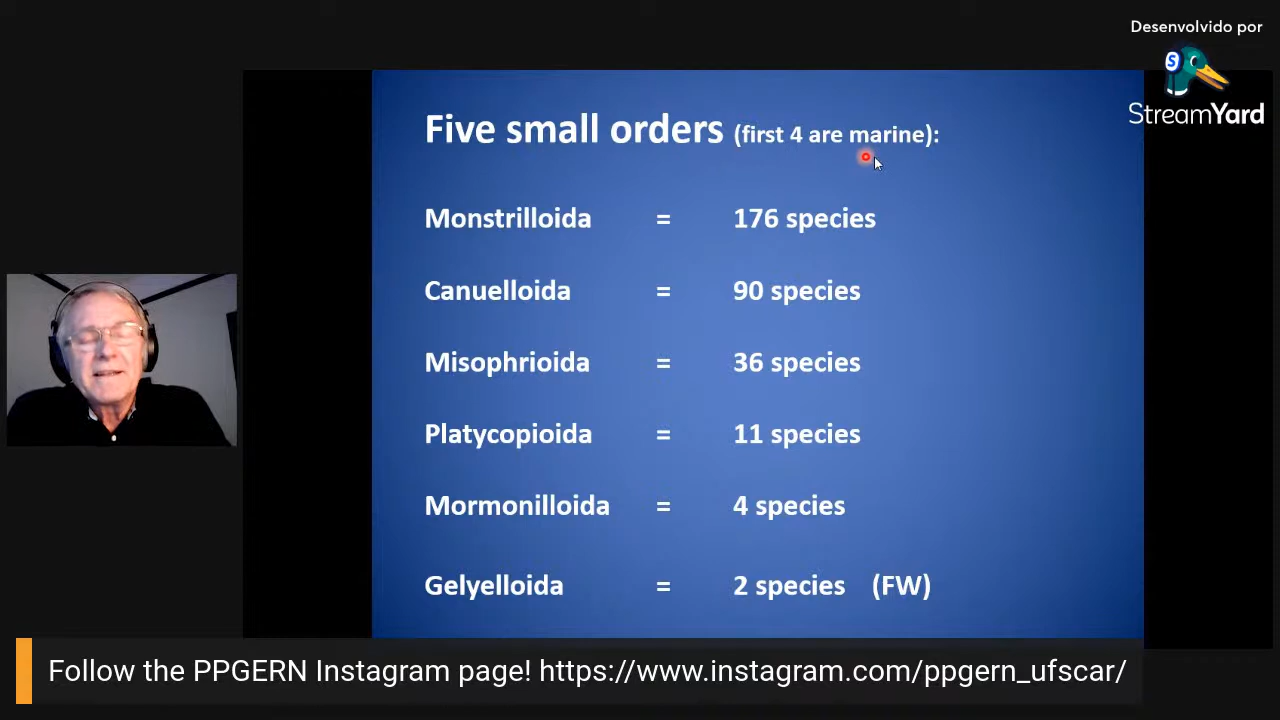 Desenvolvido por
S
StreamYard
Five small orders (first 4 are marine):
Monstrilloida = 176 species
Canuelloida = 90 species
Misophrioida = 36 species
Platycopioida = 11 species
Mormonilloida = 4 species
Gelyelloida = 2 species (FW)
Follow the PPGERN Instagram page! https://www.instagram.com/ppgern_ufscar/